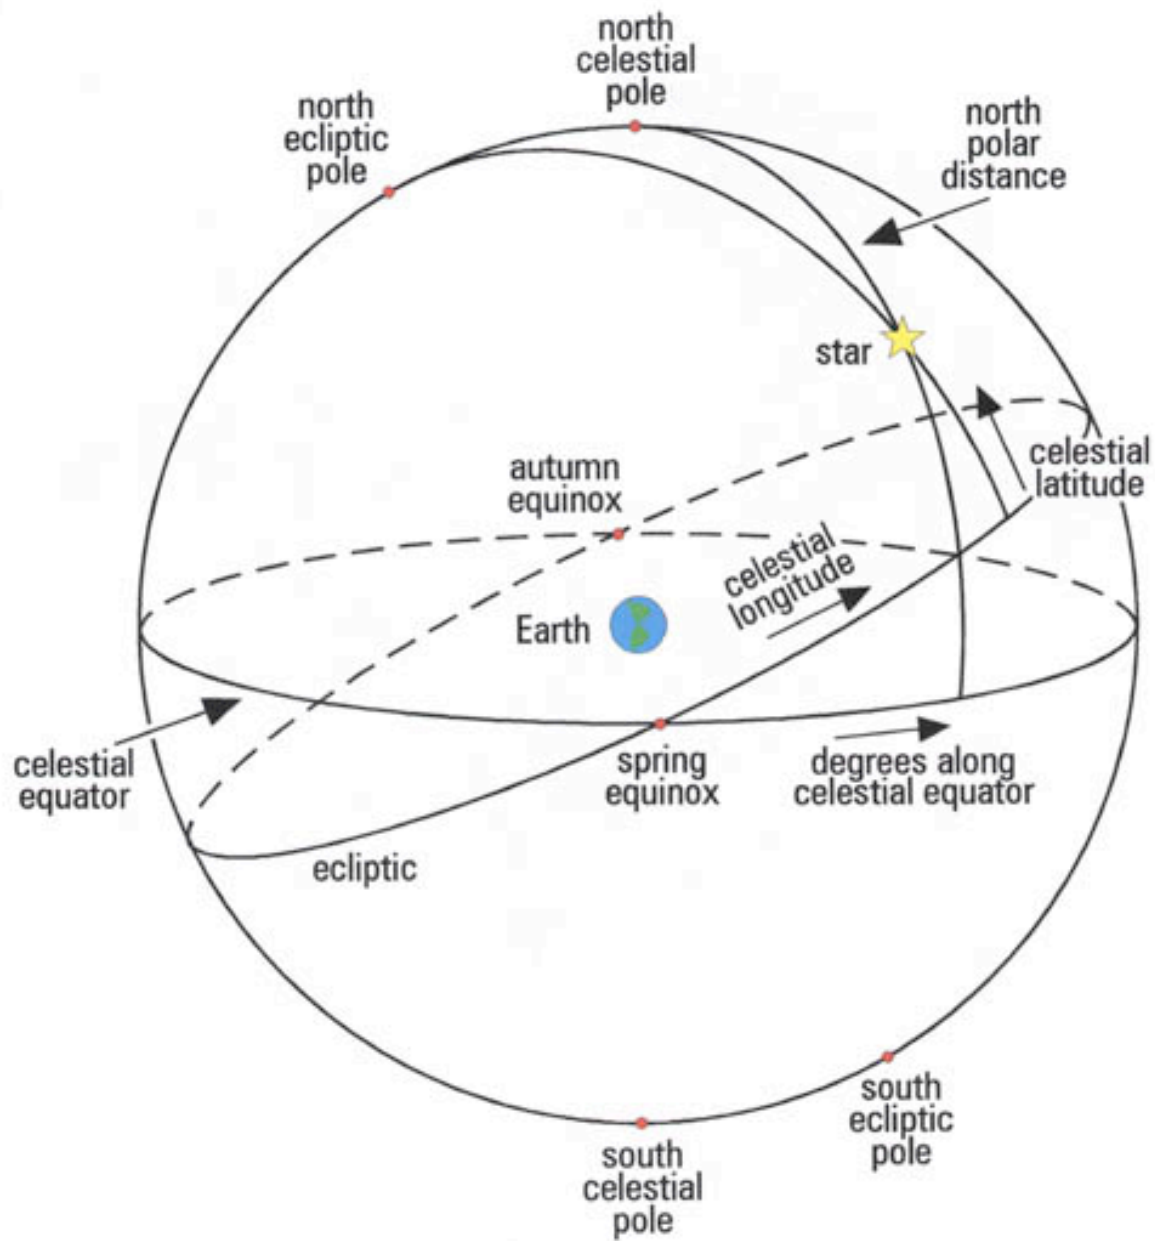 north
celestial
pole
north
ecliptic
pole
north
polar
distance
star
celestial
latitude
autumn
equinox
celestial
longitude
Earth
celestial
equator
spring
equinox
degrees along
celestial equator
ecliptic
south
ecliptic
pole
south
celestial
pole